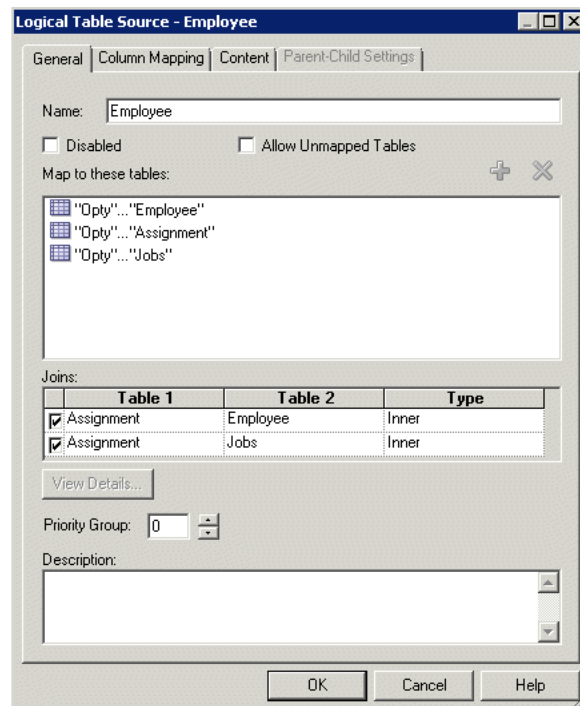 Logical Table Source - Employee
General Column Mapping Content Parent-Child Settings
Name: Employee
Disabled Allow Unmapped Tables
Map to these tables:
"Opty"..."Employee"
"Opty"..."Assignment"
"Opty"..."Jobs"
Joins:
Table 1 Table 2 Type
Assignment Employee Inner
Assignment Jobs Inner
View Details...
Priority Group: 0
Description:
OK Cancel Help